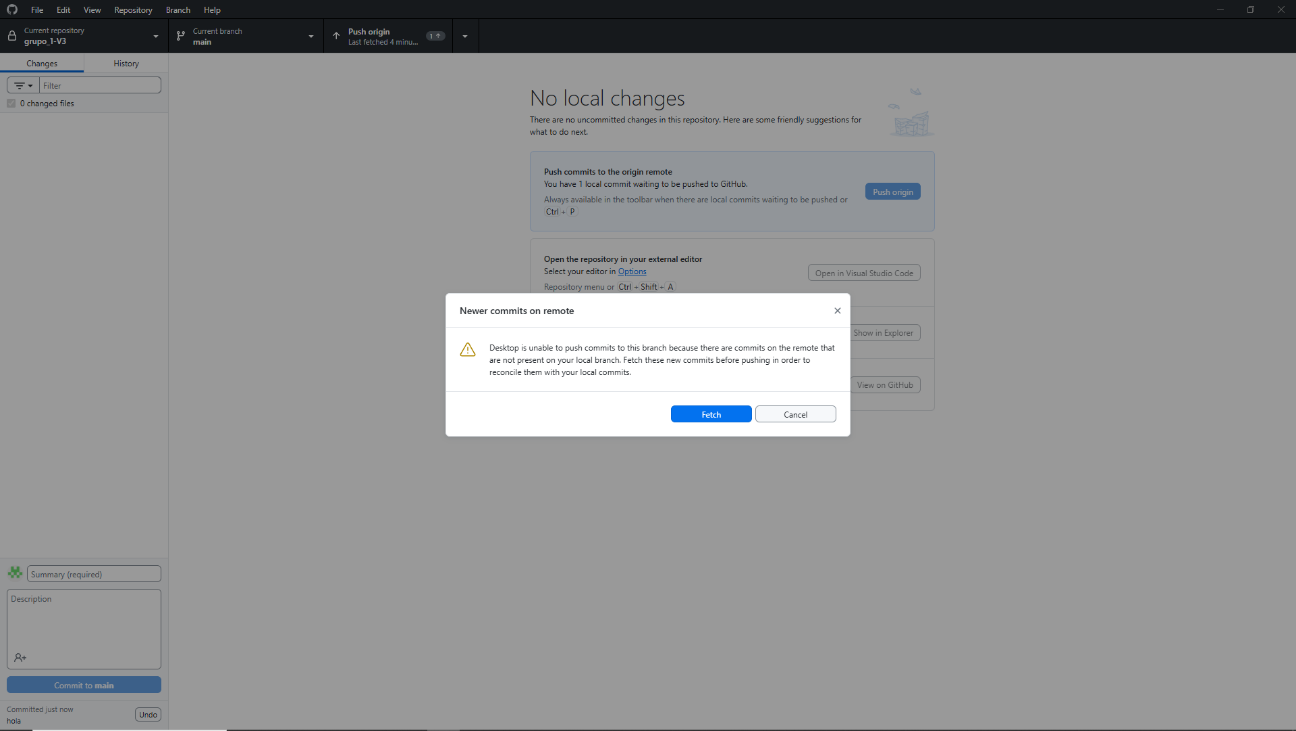 File Edit View Repository Branch Help
Current repository
grupo_1-V3
Current branch
main
Push origin
Last fetched 4 minu...
1
Changes History
Filter
0 changed files
No local changes
There are no uncommitted changes in this repository. Here are some friendly suggestions for
what to do next.
Push commits to the origin remote
You have 1 local commit waiting to be pushed to GitHub.
Always available in the toolbar when there are local commits waiting to be pushed or
Ctrl + P
Push origin
Open the repository in your external editor
Select your editor in Options
Repository menu or Ctrl + Shift + A
Open in Visual Studio Code
Newer commits on remote
Desktop is unable to push commits to this branch because there are commits on the remote that
are not present on your local branch. Fetch these new commits before pushing in order to
reconcile them with your local commits.
Fetch Cancel
Show in Explorer
View on GitHub
Summary (required)
Description
Commit to main
Committed just now
hola
Undo